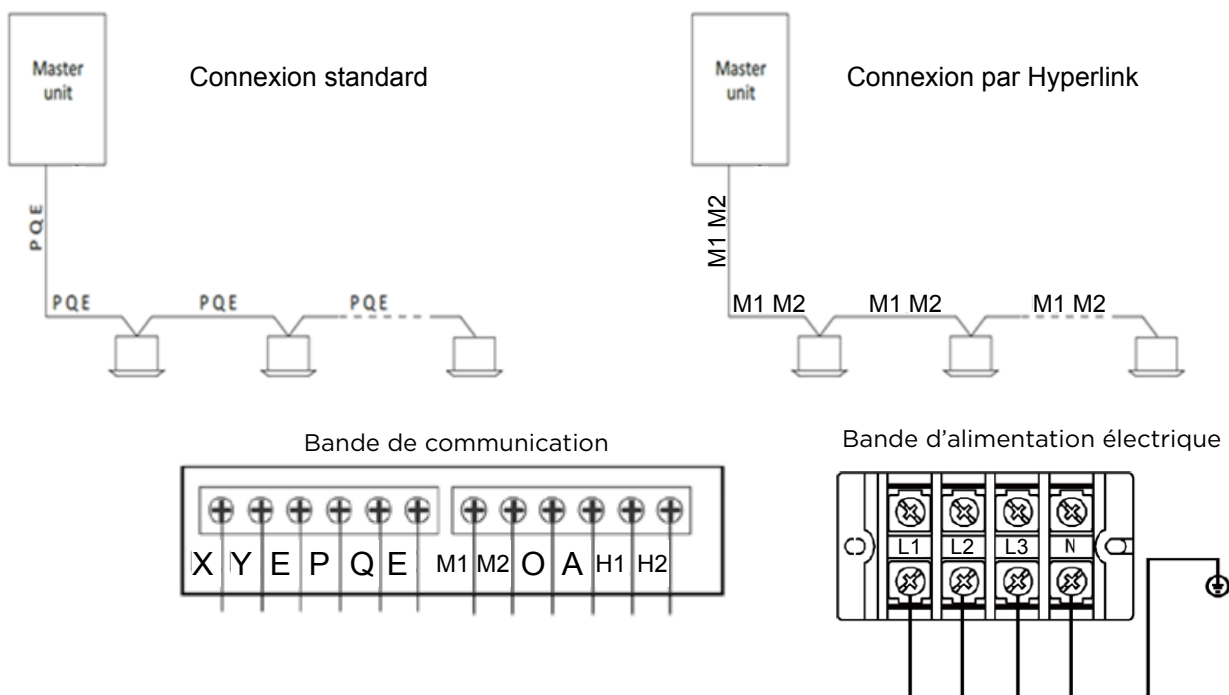 Master
unit
Connexion standard
PQE
PQE
PQE
PQE
Master
unit
Connexion par Hyperlink
M1 M2
M1 M2
M1 M2
M1 M2
Bande de communication
X Y E P Q E M1 M2 O A H1 H2
Bande d'alimentation électrique
L1 L2 L3 N